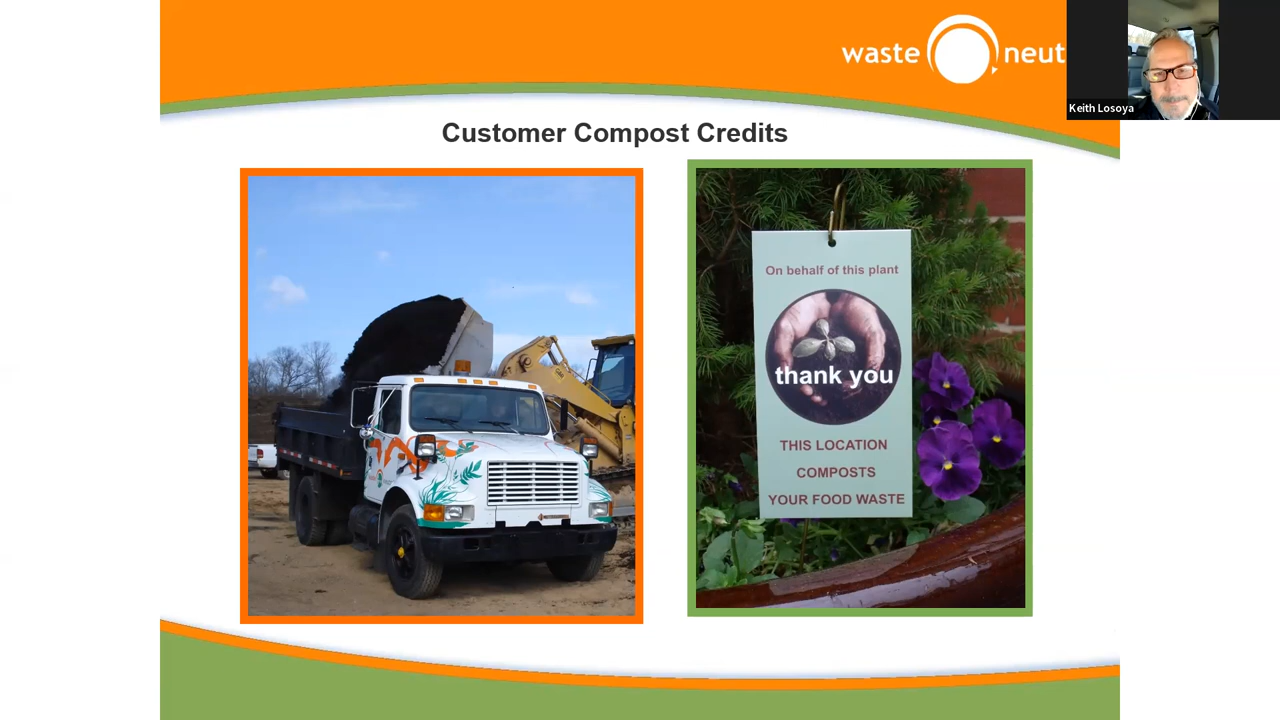 waste neut
Keith Losoya
Customer Compost Credits
On behalf of this plant
thank you
THIS LOCATION
COMPOSTS
YOUR FOOD WASTE